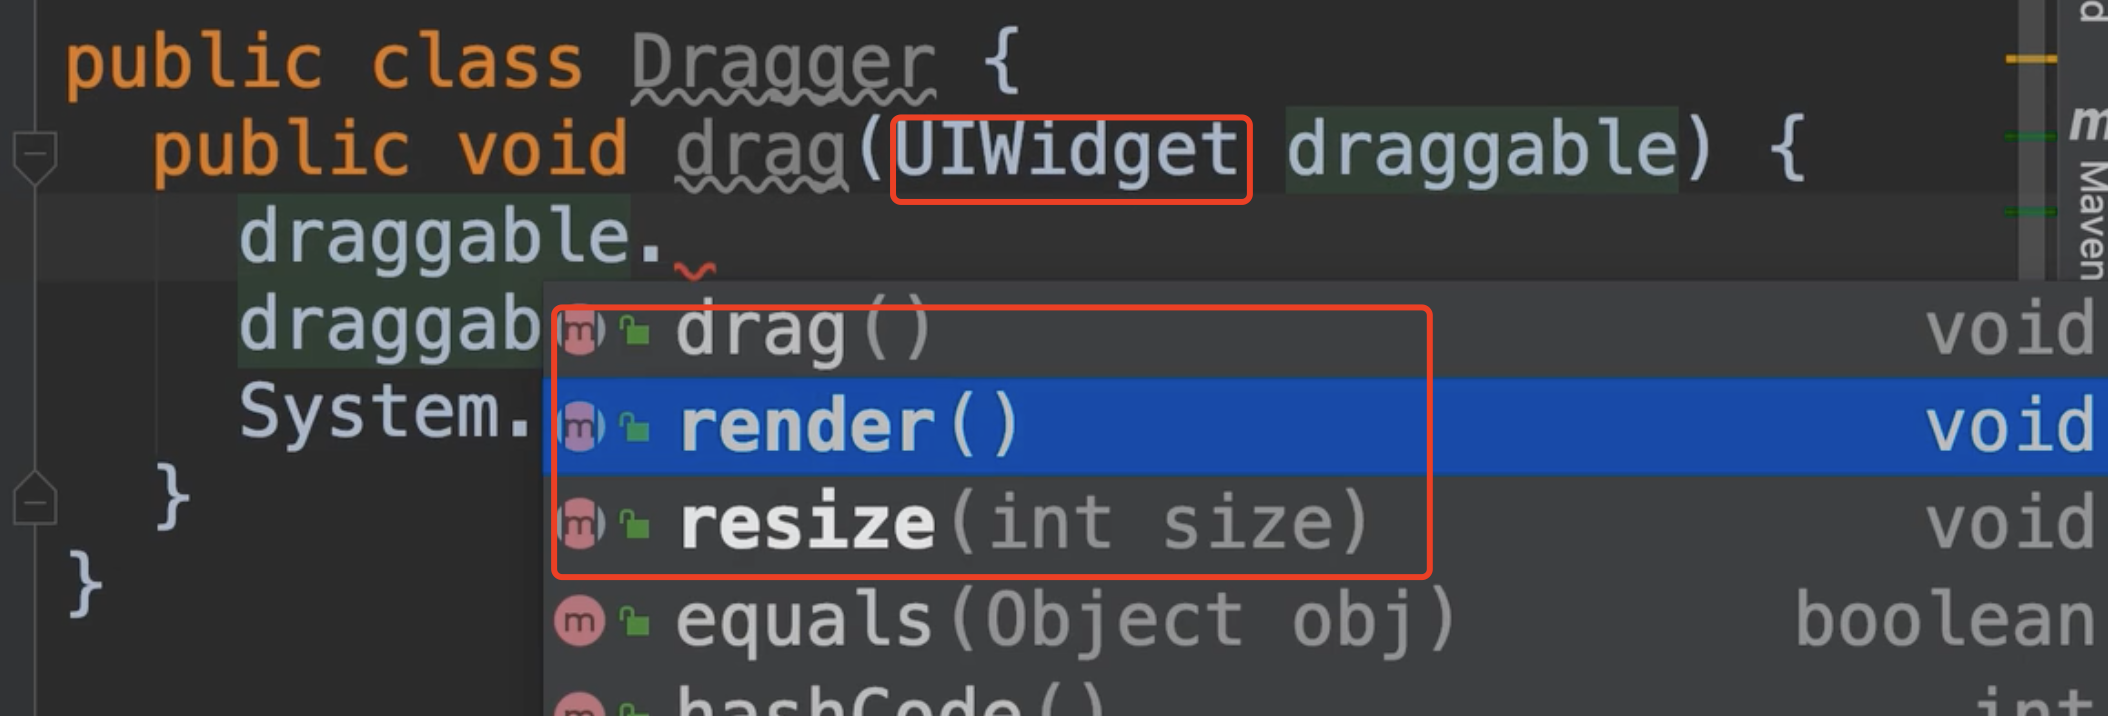 public class Dragger {
public void drag(UIWidget draggable) {
draggable.
draggab
System.
}
}
drag() void
render() void
resize(int size) void
equals(Object obj) boolean
hashCode() int
m Maven